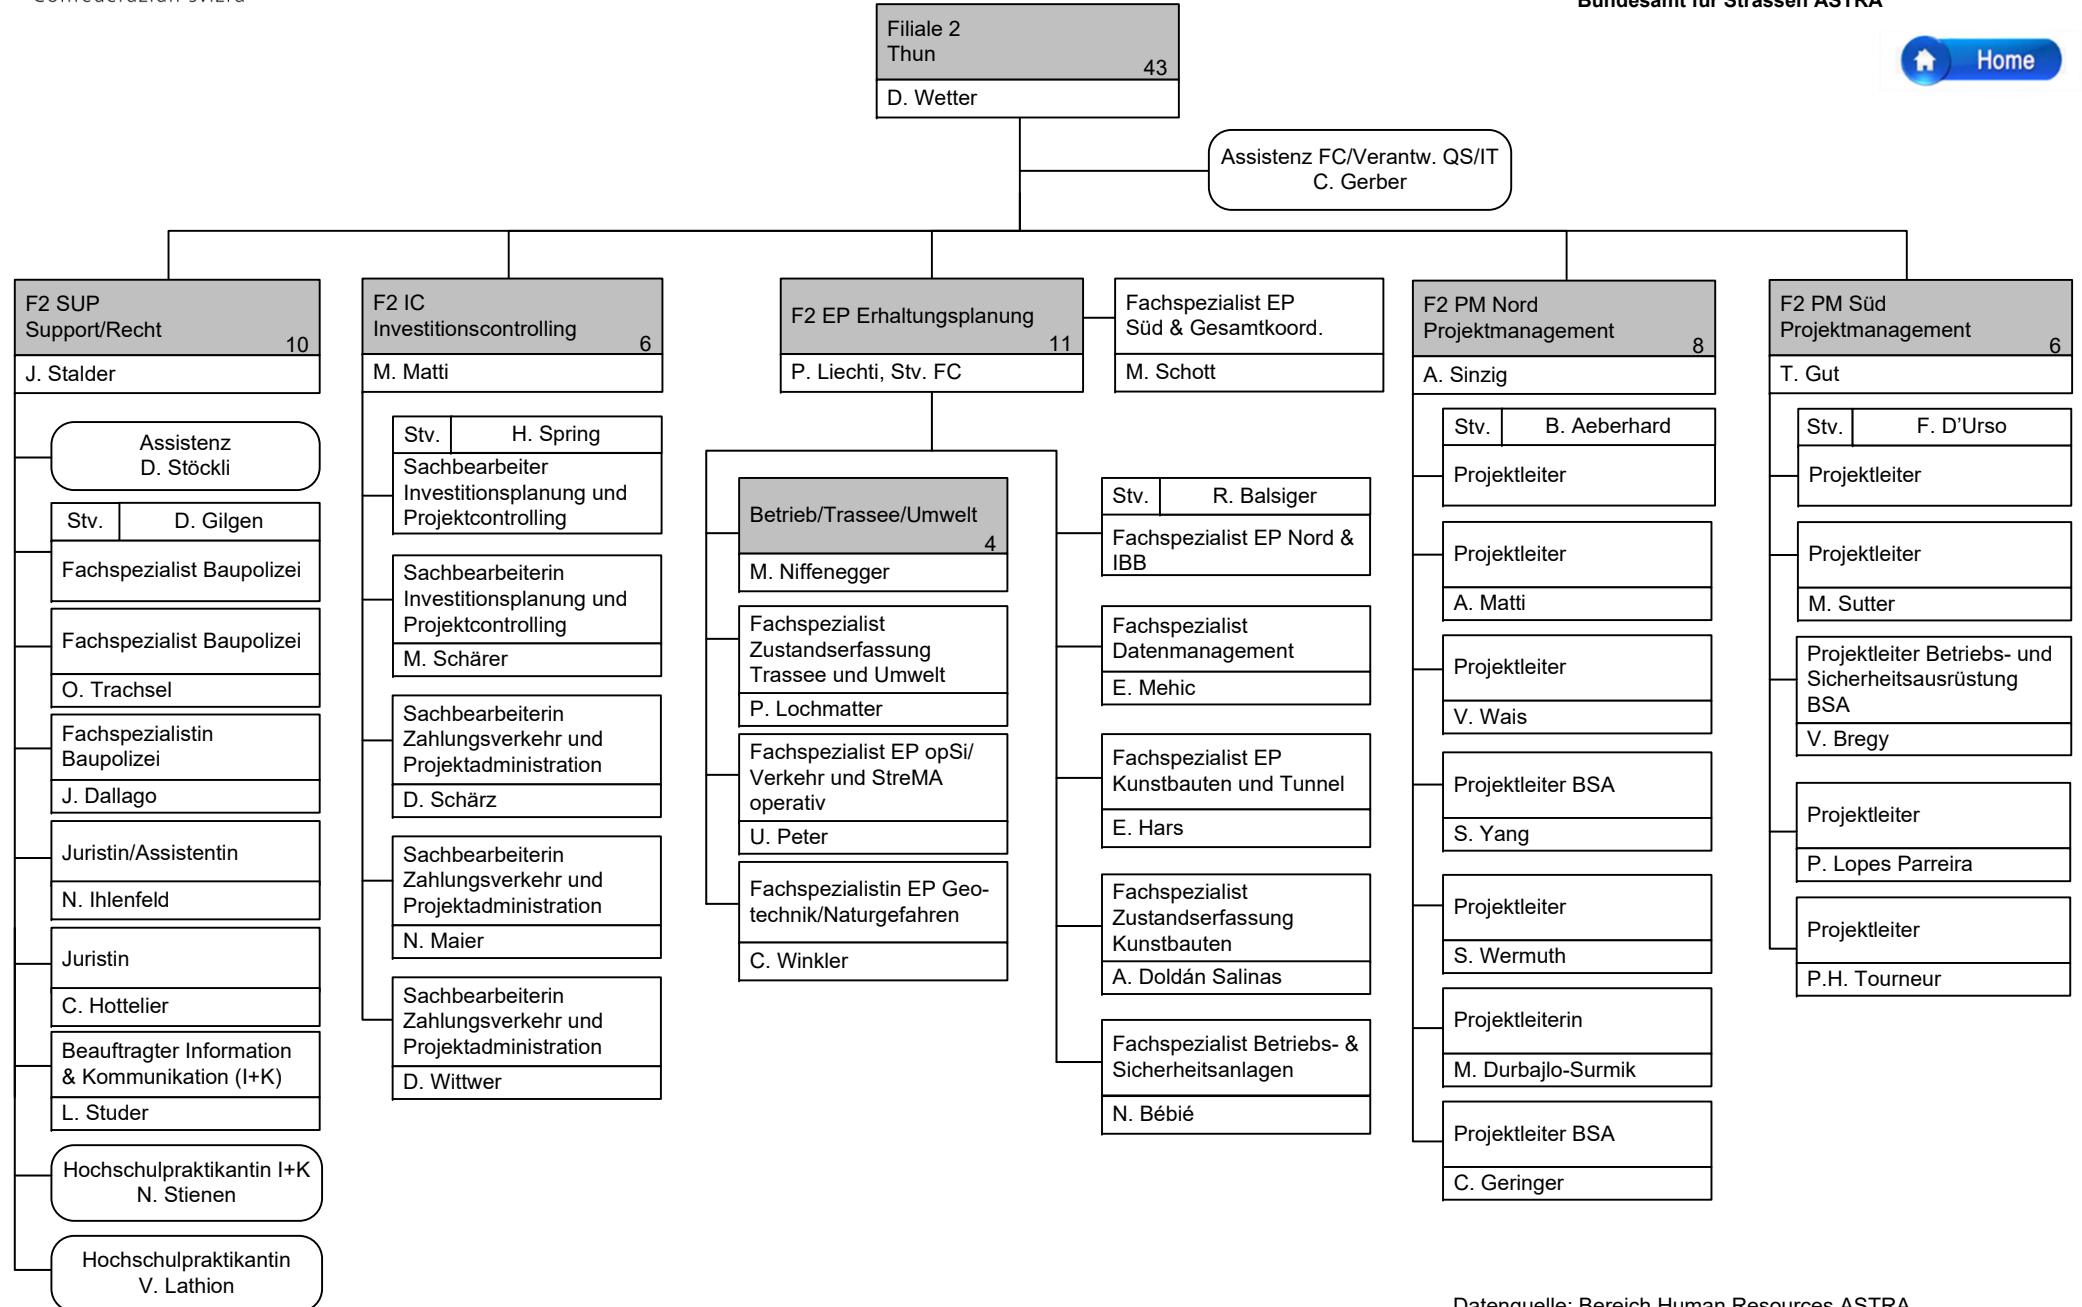 Bundesamt für Strassen ASTRA
Home
Filiale 2
Thun
43
D. Wetter
Assistenz FC/Verantw. QS/IT
C. Gerber
F2 SUP
Support/Recht
10
J. Stalder
Assistenz
D. Stöckli
Stv.
D. Gilgen
Fachspezialist Baupolizei
Fachspezialist Baupolizei
O. Trachsel
Fachspezialistin
Baupolizei
J. Dallago
Juristin/Assistentin
N. Ihlenfeld
Juristin
C. Hottelier
Beauftragter Information
& Kommunikation (I+K)
L. Studer
Hochschulpraktikantin I+K
N. Stienen
Hochschulpraktikantin
V. Lathion
F2 IC
Investitionscontrolling
6
M. Matti
Stv.
H. Spring
Sachbearbeiter
Investitionsplanung und
Projektcontrolling
Sachbearbeiterin
Investitionsplanung und
Projektcontrolling
M. Schärer
Sachbearbeiterin
Zahlungsverkehr und
Projektadministration
D. Schärz
Sachbearbeiterin
Zahlungsverkehr und
Projektadministration
N. Maier
Sachbearbeiterin
Zahlungsverkehr und
Projektadministration
D. Wittwer
F2 EP Erhaltungsplanung
11
P. Liechti, Stv. FC
Fachspezialist EP
Süd & Gesamtkoord.
M. Schott
Betrieb/Trassee/Umwelt
4
M. Niffenegger
Fachspezialist
Zustandserfassung
Trassee und Umwelt
P. Lochmatter
Fachspezialist EP opSi/
Verkehr und StreMA
operativ
U. Peter
Fachspezialistin EP Geo-
technik/Naturgefahren
C. Winkler
Stv.
R. Balsiger
Fachspezialist EP Nord &
IBB
Fachspezialist
Datenmanagement
E. Mehic
Fachspezialist EP
Kunstbauten und Tunnel
E. Hars
Fachspezialist
Zustandserfassung
Kunstbauten
A. Doldán Salinas
Fachspezialist Betriebs- &
Sicherheitsanlagen
N. Bébié
F2 PM Nord
Projektmanagement
8
A. Sinzig
Stv.
B. Aeberhard
Projektleiter
Projektleiter
A. Matti
Projektleiter
V. Wais
Projektleiter BSA
S. Yang
Projektleiter
S. Wermuth
Projektleiterin
M. Durbajlo-Surmik
Projektleiter BSA
C. Geringer
F2 PM Süd
Projektmanagement
6
T. Gut
Stv.
F. D'Urso
Projektleiter
Projektleiter
M. Sutter
Projektleiter Betriebs- und
Sicherheitsausrüstung
BSA
V. Bregy
Projektleiter
P. Lopes Parreira
Projektleiter
P.H. Tourneur
Datenquelle: Bereich Human Resources ASTRA